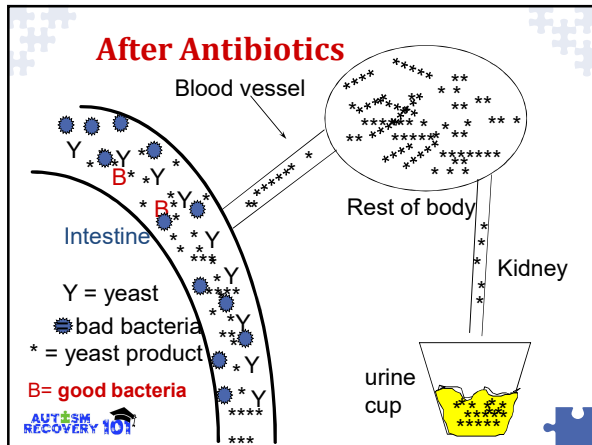 After Antibiotics
Blood vessel
Rest of body
Intestine
Kidney
Y = yeast
bad bacteria
* = yeast product
B= good bacteria
urine
cup
Y
Y
Y
B
Y
B
Y
Y
Y
Y
Y
AUTISM
RECOVERY 101